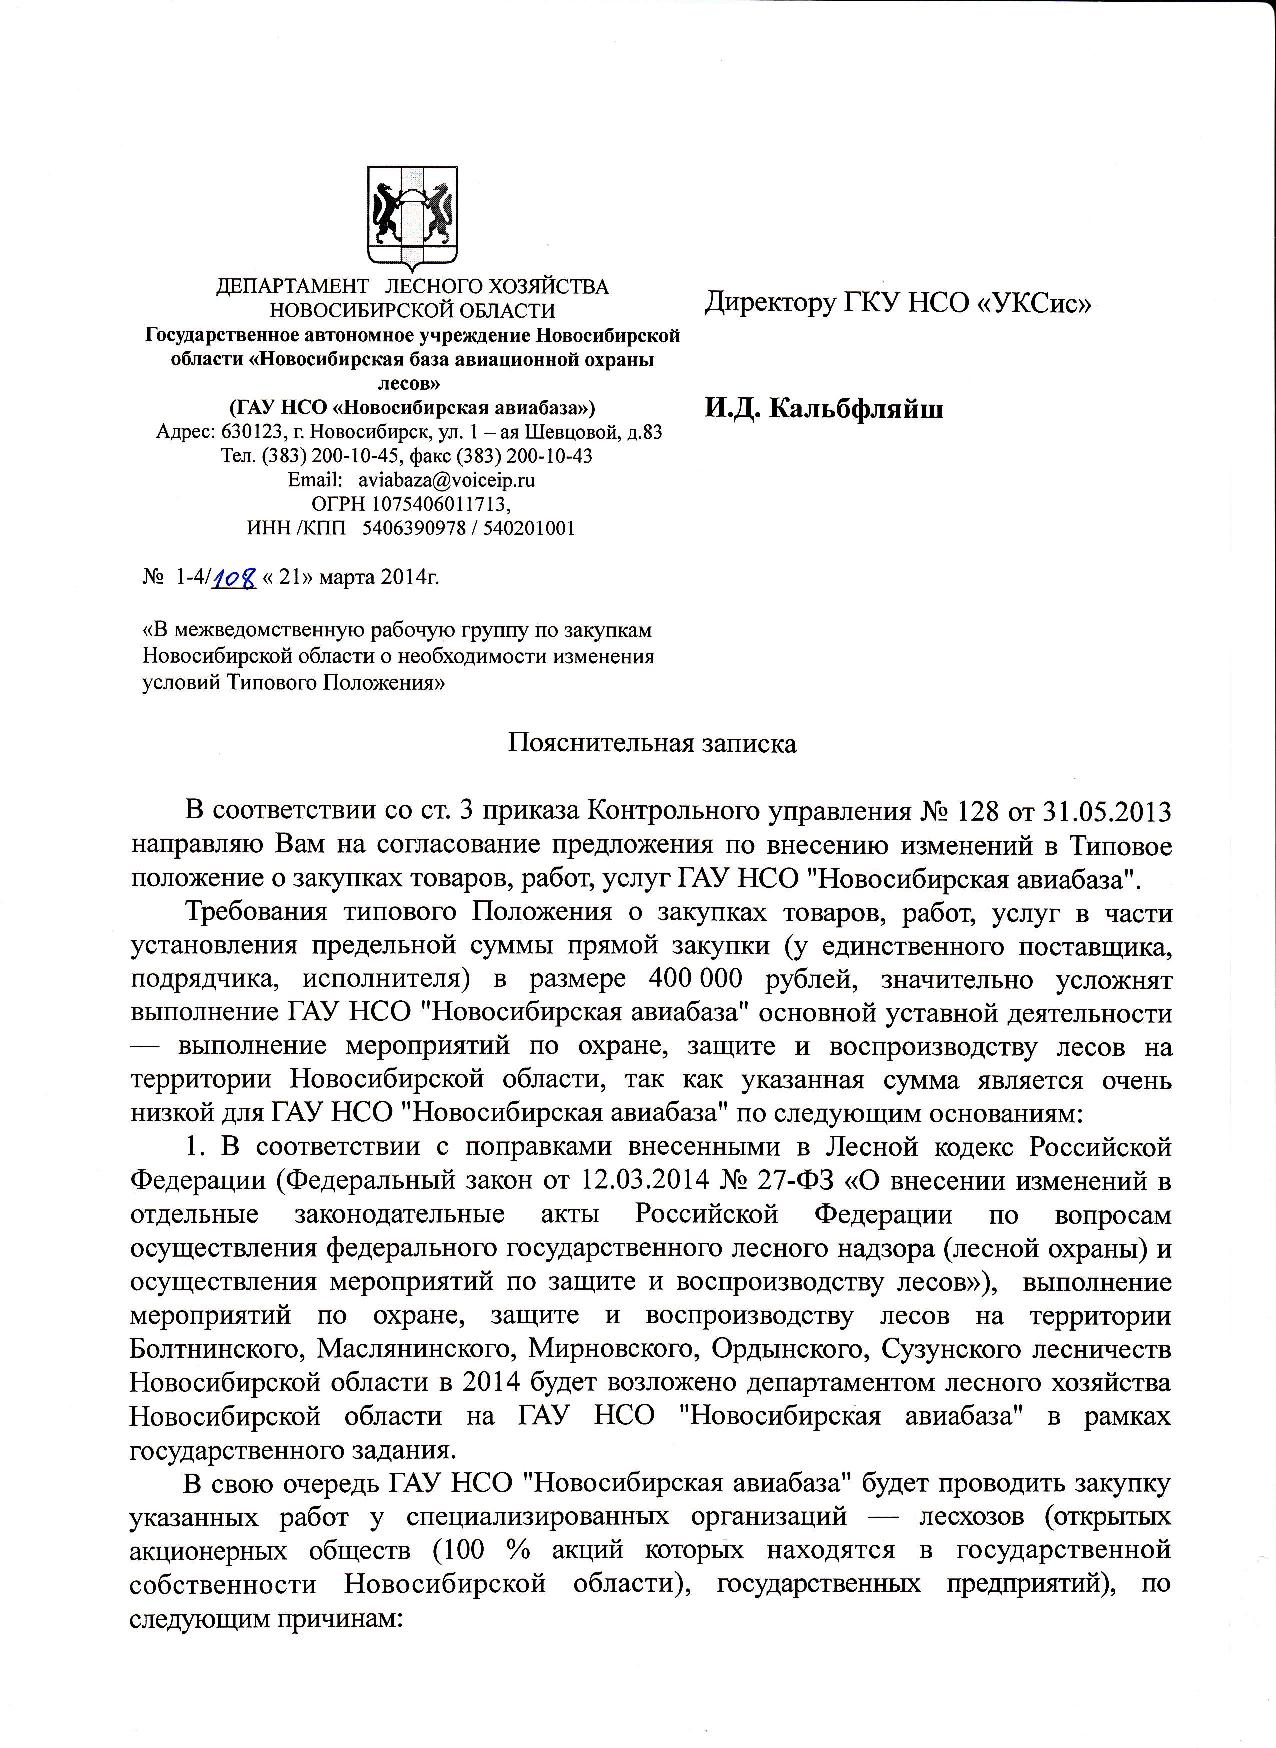 ДЕПАРТАМЕНТ ЛЕСНОГО ХОЗЯЙСТВА
НОВОСИБИРСКОЙ ОБЛАСТИ
Государственное автономное учреждение Новосибирской
области «Новосибирская база авиационной охраны
лесов»
(ГАУ НСО «Новосибирская авиабаза»)
Адрес: 630123, г. Новосибирск, ул. 1 – ая Шевцовой, д.83
Тел. (383) 200-10-45, факс (383) 200-10-43
Email: aviabaza@voiceip.ru
ОГРН 1075406011713,
ИНН /КПП 5406390978 / 540201001
Директору ГКУ НСО «УКСис»
И.Д. Кальбфляйш
№ 1-4/108 « 21» марта 2014г.
«В межведомственную рабочую группу по закупкам
Новосибирской области о необходимости изменения
условий Типового Положения»
Пояснительная записка
В соответствии со ст. 3 приказа Контрольного управления № 128 от 31.05.2013
направляю Вам на согласование предложения по внесению изменений в Типовое
положение о закупках товаров, работ, услуг ГАУ НСО "Новосибирская авиабаза".
Требования типового Положения о закупках товаров, работ, услуг в части
установления предельной суммы прямой закупки (у единственного поставщика,
подрядчика, исполнителя) в размере 400 000 рублей, значительно усложнят
выполнение ГАУ НСО "Новосибирская авиабаза" основной уставной деятельности
— выполнение мероприятий по охране, защите и воспроизводству лесов на
территории Новосибирской области, так как указанная сумма является очень
низкой для ГАУ НСО "Новосибирская авиабаза" по следующим основаниям:
1. В соответствии с поправками внесенными в Лесной кодекс Российской
Федерации (Федеральный закон от 12.03.2014 № 27-ФЗ «О внесении изменений в
отдельные законодательные акты Российской Федерации по вопросам
осуществления федерального государственного лесного надзора (лесной охраны) и
осуществления мероприятий по защите и воспроизводству лесов»), выполнение
мероприятий по охране, защите и воспроизводству лесов на территории
Болтнинского, Маслянинского, Мирновского, Ордынского, Сузунского лесничеств
Новосибирской области в 2014 будет возложено департаментом лесного хозяйства
Новосибирской области на ГАУ НСО "Новосибирская авиабаза" в рамках
государственного задания.
В свою очередь ГАУ НСО "Новосибирская авиабаза" будет проводить закупку
указанных работ у специализированных организаций — лесхозов (открытых
акционерных обществ (100 % акций которых находятся в государственной
собственности Новосибирской области), государственных предприятий), по
следующим причинам: